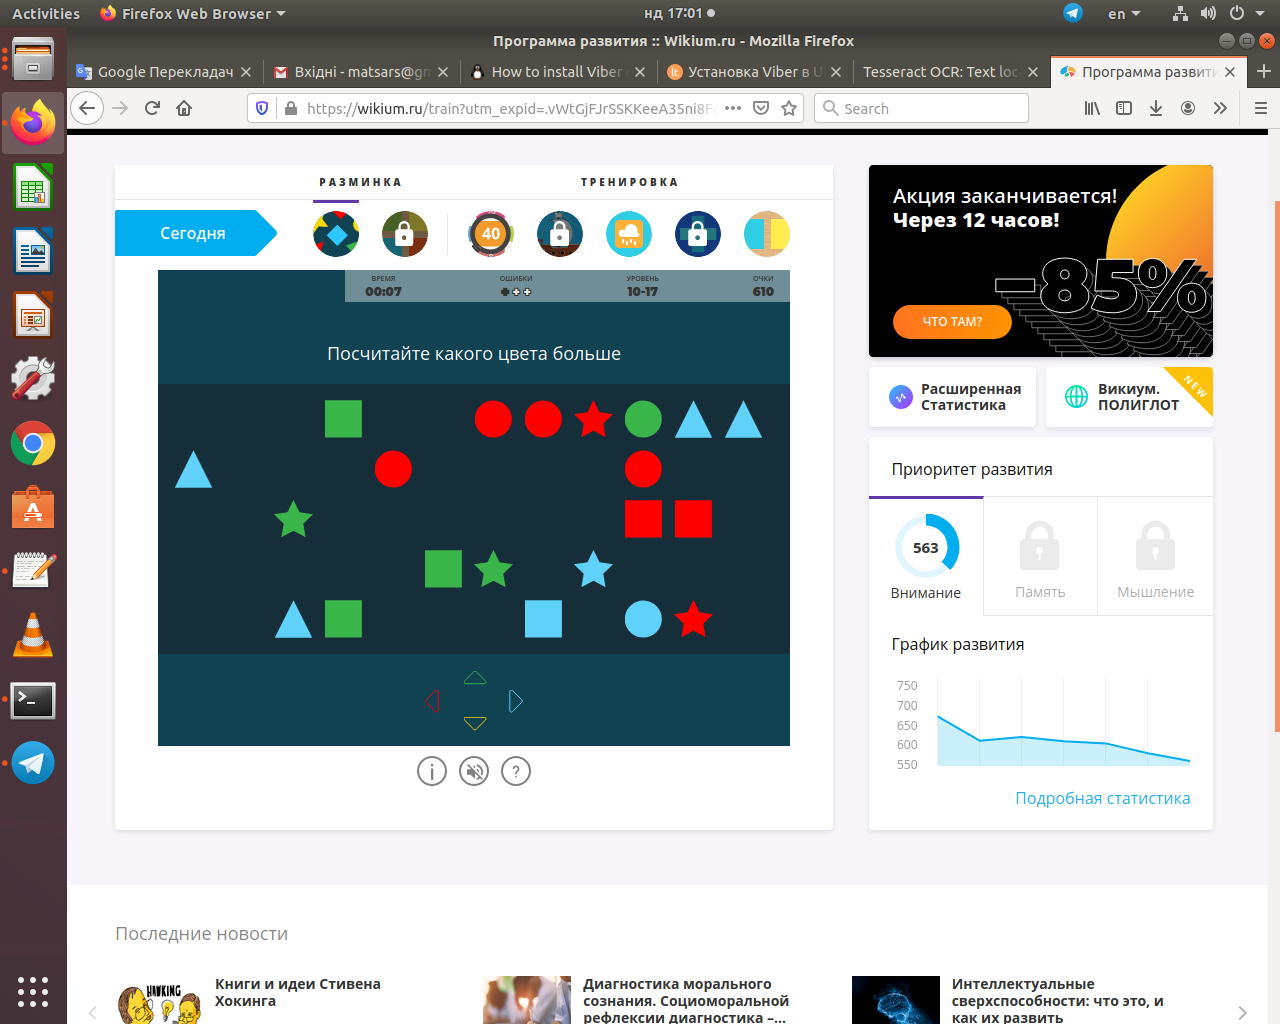 Activities
Firefox Web Browser
нд 17:01
en
Программа развития :: Wikium.ru - Mozilla Firefox
Google Перекладач
Вхідні - matsars@gm
How to install Viber
Установка Viber в U
Tesseract OCR: Text loc
Программа развити
https://wikium.ru/train?utm_expid=.vWtGjFJrSSKKeeA35ni8F
Search
РАЗМИНКА
ТРЕНИРОВКА
Сегодня
40
ВРЕМЯ
00:07
ОШИБКИ
УРОВЕНЬ
10-17
ОЧКИ
610
Посчитайте какого цвета больше
i
?
Акция заканчивается!
Через 12 часов!
–85%
ЧТО ТАМ?
Расширенная
Статистика
Викиум.
ПОЛИГЛОТ
NEW
Приоритет развития
563
Внимание
Память
Мышление
График развития
750
700
650
600
550
Подробная статистика
Последние новости
HAWKING
Книги и идеи Стивена
Хокинга
Диагностика морального
сознания. Социоморальной
рефлексии диагностика –...
Интеллектуальные
сверхспособности: что это, и
как их развить